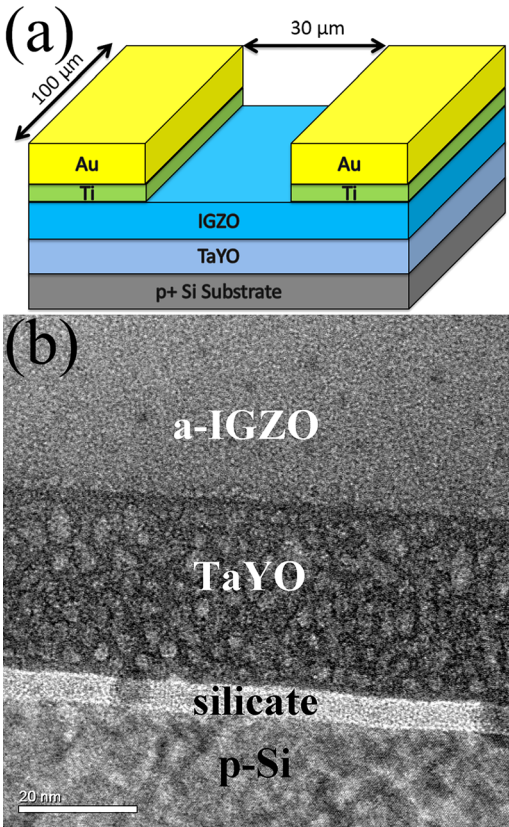 (a)
30 μm
100 μm
Au
Au
Ti
Ti
IGZO
TaYO
p+ Si Substrate
(b)
a-IGZO
TaYO
silicate
p-Si
20 nm